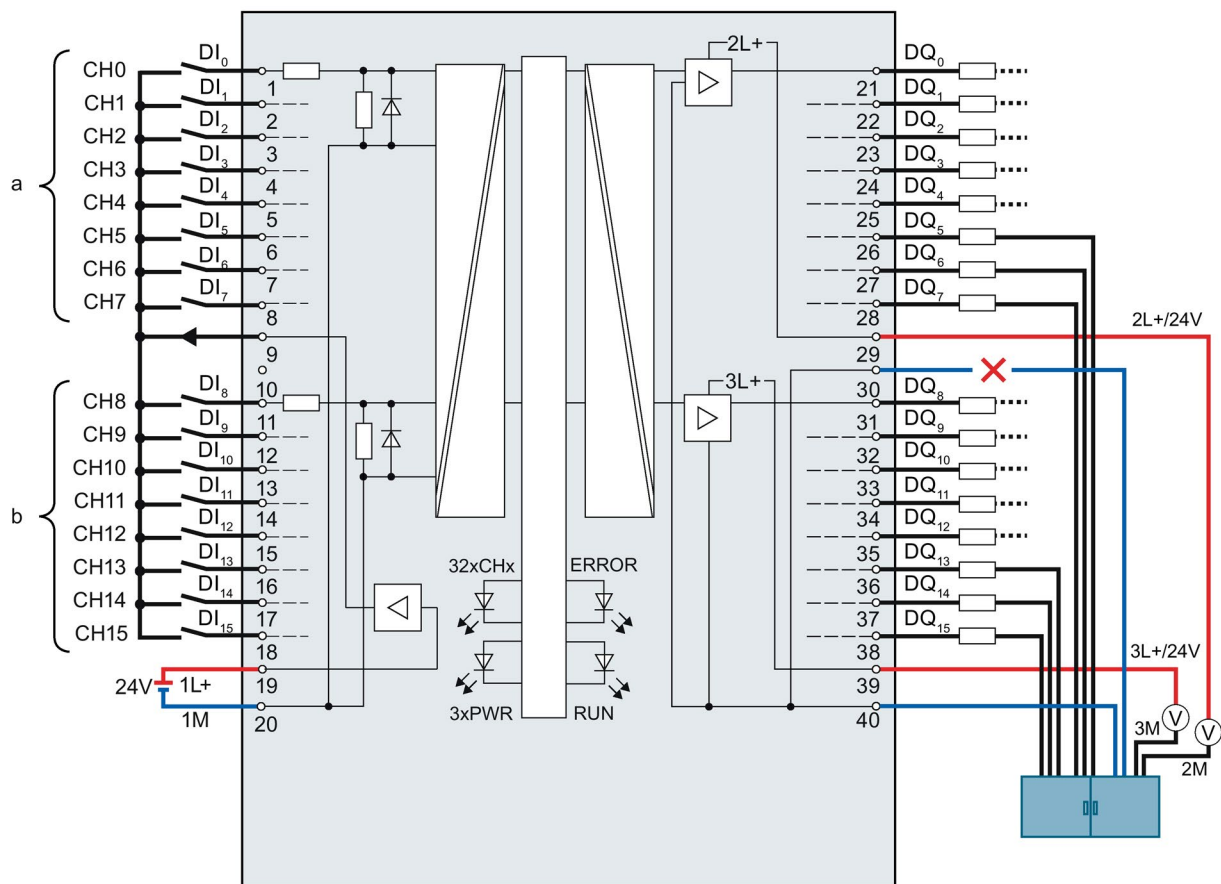 a
CH0
CH1
CH2
CH3
CH4
CH5
CH6
CH7
b
CH8
CH9
CH10
CH11
CH12
CH13
CH14
CH15
24V
1L+
1M
DI0
DI1
DI2
DI3
DI4
DI5
DI6
DI7
DI8
DI9
DI10
DI11
DI12
DI13
DI14
DI15
1
2
3
4
5
6
7
8
9
10
11
12
13
14
15
16
17
18
19
20
32xCHx
ERROR
3xPWR
RUN
2L+
3L+
21
22
23
24
25
26
27
28
29
30
31
32
33
34
35
36
37
38
39
40
DQ0
DQ1
DQ2
DQ3
DQ4
DQ5
DQ6
DQ7
DQ8
DQ9
DQ10
DQ11
DQ12
DQ13
DQ14
DQ15
2L+/24V
3L+/24V
V
V
3M
2M